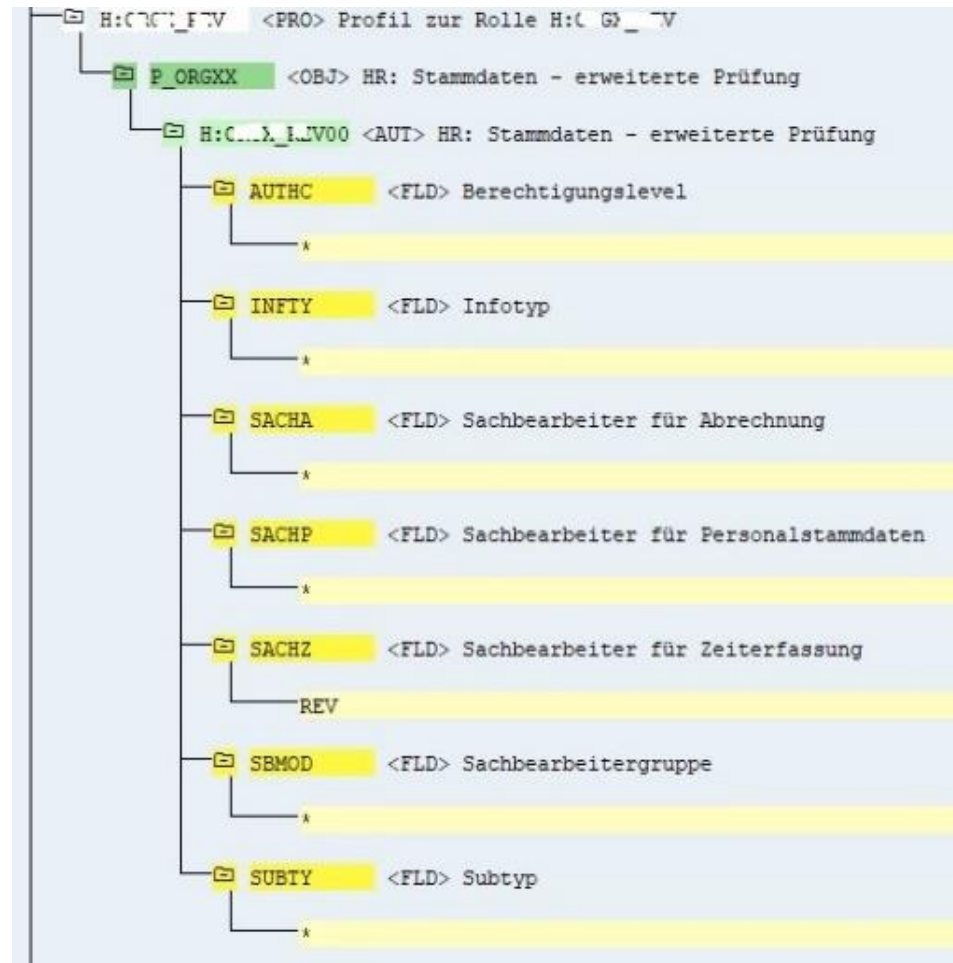 <PRO> Profil zur Rolle
P_ORGXX <OBJ> HR: Stammdaten - erweiterte Prüfung
<AUT> HR: Stammdaten - erweiterte Prüfung
AUTHC <FLD> Berechtigungslevel
*
INFTY <FLD> Infotyp
*
SACHA <FLD> Sachbearbeiter für Abrechnung
*
SACHP <FLD> Sachbearbeiter für Personalstammdaten
*
SACHZ <FLD> Sachbearbeiter für Zeiterfassung
REV
SBMOD <FLD> Sachbearbeitergruppe
*
SUBTY <FLD> Subtyp
*